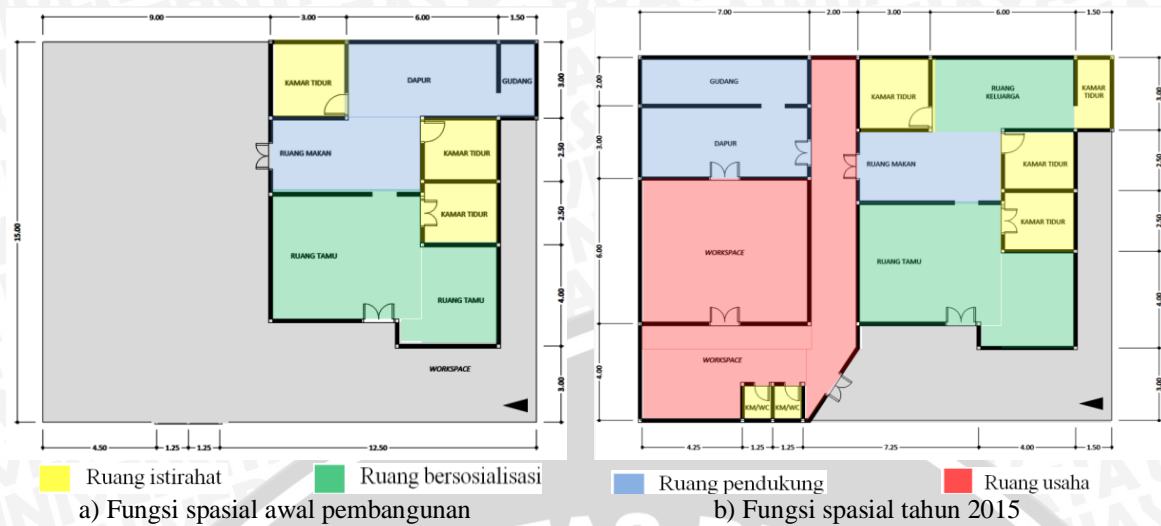 9.00 3.00 6.00 1.50
KAMAR TIDUR
DAPUR
GUDANG
3.00
RUANG MAKAN
KAMAR TIDUR
2.50
15.00
KAMAR TIDUR
2.50
RUANG TAMU
RUANG TAMU
4.00
WORKSPACE
3.00
4.50 1.25 1.25 12.50
7.00 2.00 3.00 6.00 1.50
2.00
GUDANG
KAMAR TIDUR
RUANG
KELUARGA
KAMAR
TIDUR
3.00
3.00
DAPUR
RUANG MAKAN
KAMAR TIDUR
2.50
KAMAR TIDUR
2.50
6.00
WORKSPACE
RUANG TAMU
4.00
4.00
WORKSPACE
KM/WC KM/WC
3.00
4.25 1.25 1.25 7.25 4.00 1.50
Ruang istirahat Ruang bersosialisasi Ruang pendukung Ruang usaha
a) Fungsi spasial awal pembangunan b) Fungsi spasial tahun 2015